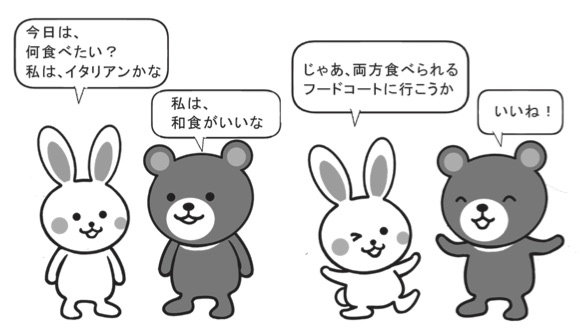 今日は、
何食べたい？
私は、イタリアンかな
私は、
和食がいいな
じゃあ、両方食べられる
フードコートに行こうか
いいね！